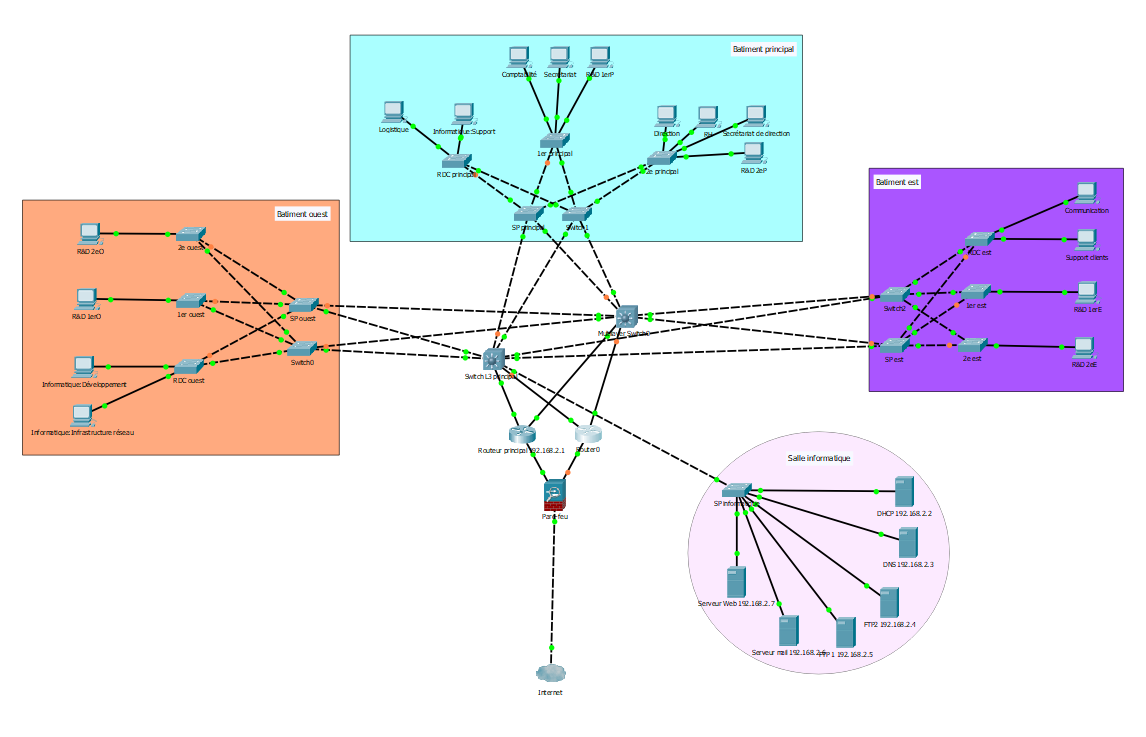 Batiment principal
Comptabilité
Secrétariat
R&D 1erP
Logistique
Informatique:Support
Direction
RH
Secrétariat de direction
1er principal
RDC principal
2e principal
R&D 2eP
SP principal
Switch1
Batiment est
Communication
RDC est
Support clients
Switch2
1er est
R&D 1erE
SP est
2e est
R&D 2eE
Batiment ouest
R&D 2eO
2e ouest
R&D 1erO
1er ouest
SP ouest
Switch0
Informatique:Développement
RDC ouest
Informatique:Infrastructure réseau
Switch L3 principal
Routeur principal 192.168.2.1
Router0
Pare feu
Internet
Salle informatique
DHCP 192.168.2.2
DNS 192.168.2.3
FTP2 192.168.2.4
Serveur Web 192.168.2.7
Serveur mail 192.168.2.6
FTP 1 192.168.2.5